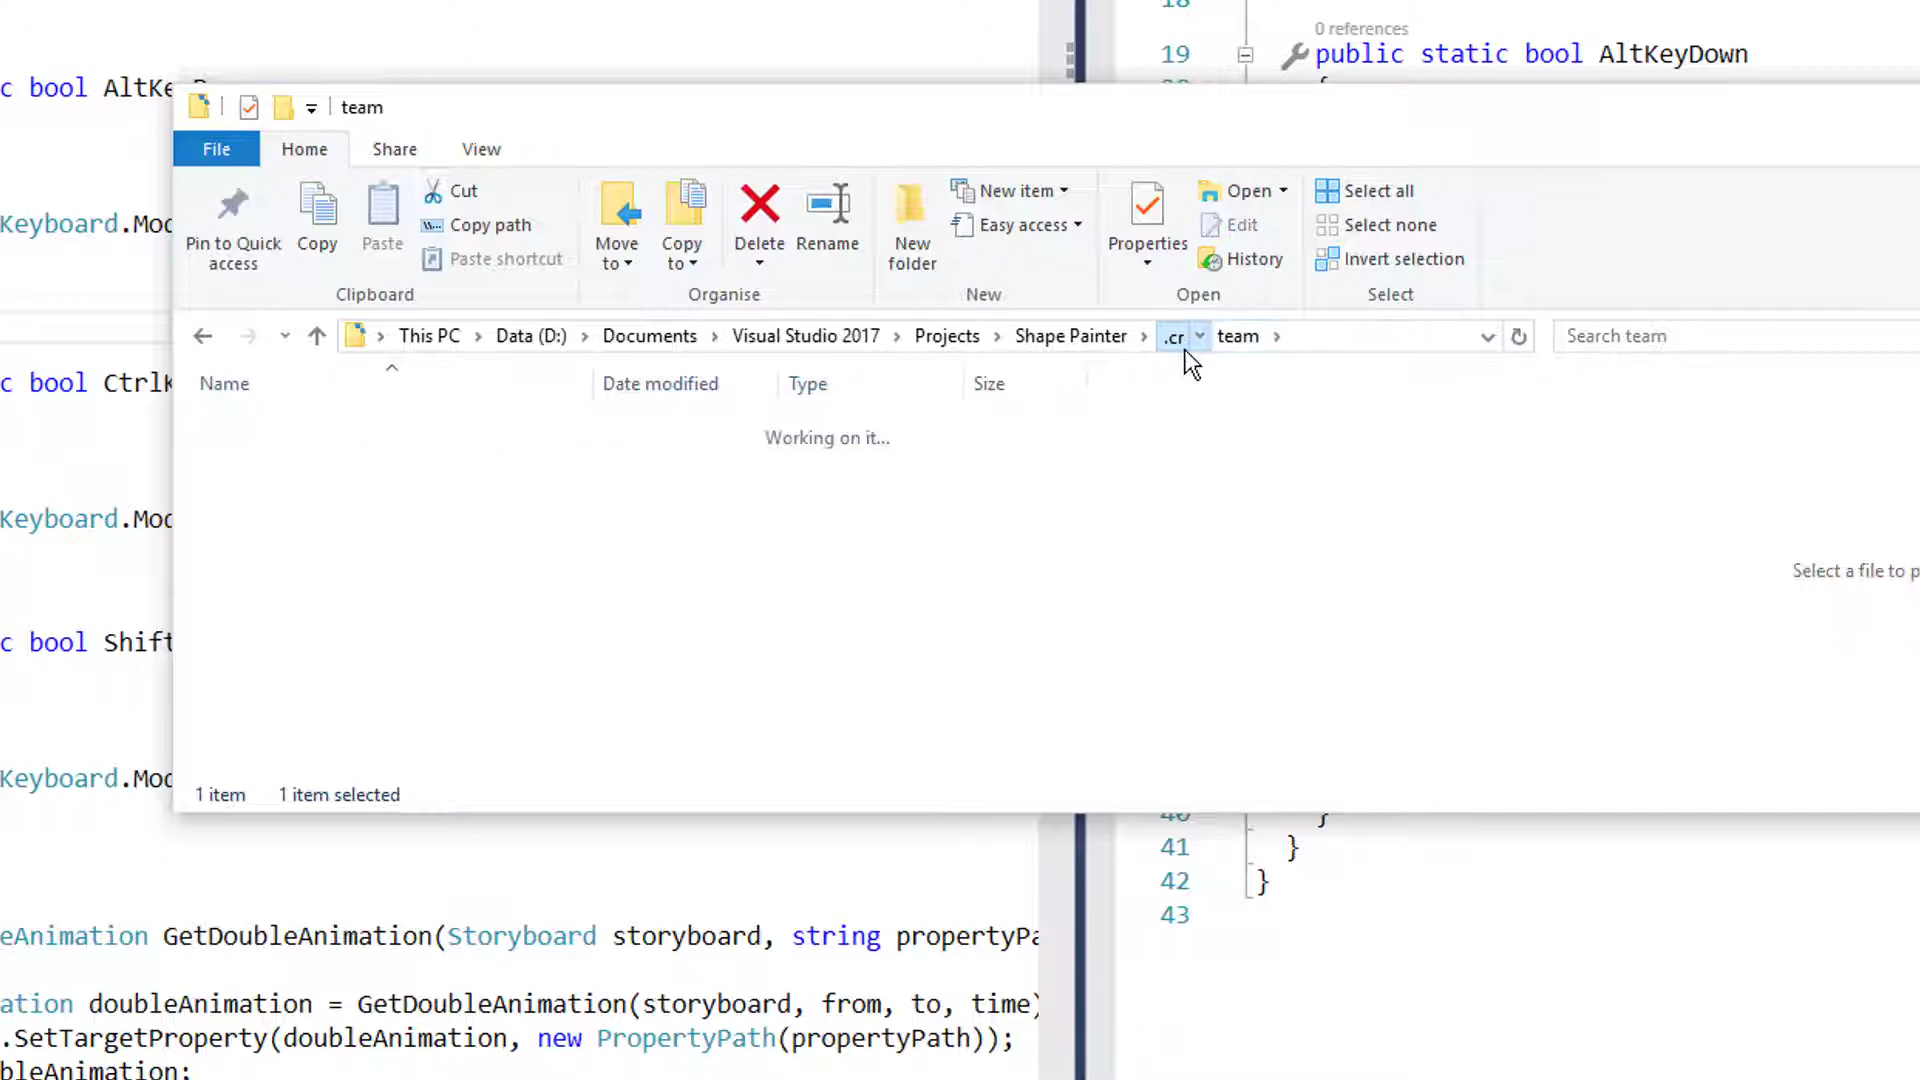 18
0 references
19 public static bool AltKeyDown
c bool AltKe
team
File Home Share View
Keyboard.Mod
Pin to Quick access
Copy
Paste
Cut
Copy path
Paste shortcut
Clipboard
Move to
Copy to
Delete
Rename
Organise
New folder
New item
Easy access
New
Properties
Open
Edit
History
Open
Select all
Select none
Invert selection
Select
This PC Data (D:) Documents Visual Studio 2017 Projects Shape Painter .cr team
Search team
c bool CtrlK
Name Date modified Type Size
Working on it...
Keyboard.Mod
Select a file to p
c bool Shift
Keyboard.Mod
1 item 1 item selected
40 }
41 }
42 }
43
eAnimation GetDoubleAnimation(Storyboard storyboard, string propertyPa
ation doubleAnimation = GetDoubleAnimation(storyboard, from, to, time)
.SetTargetProperty(doubleAnimation, new PropertyPath(propertyPath));
bleAnimation;